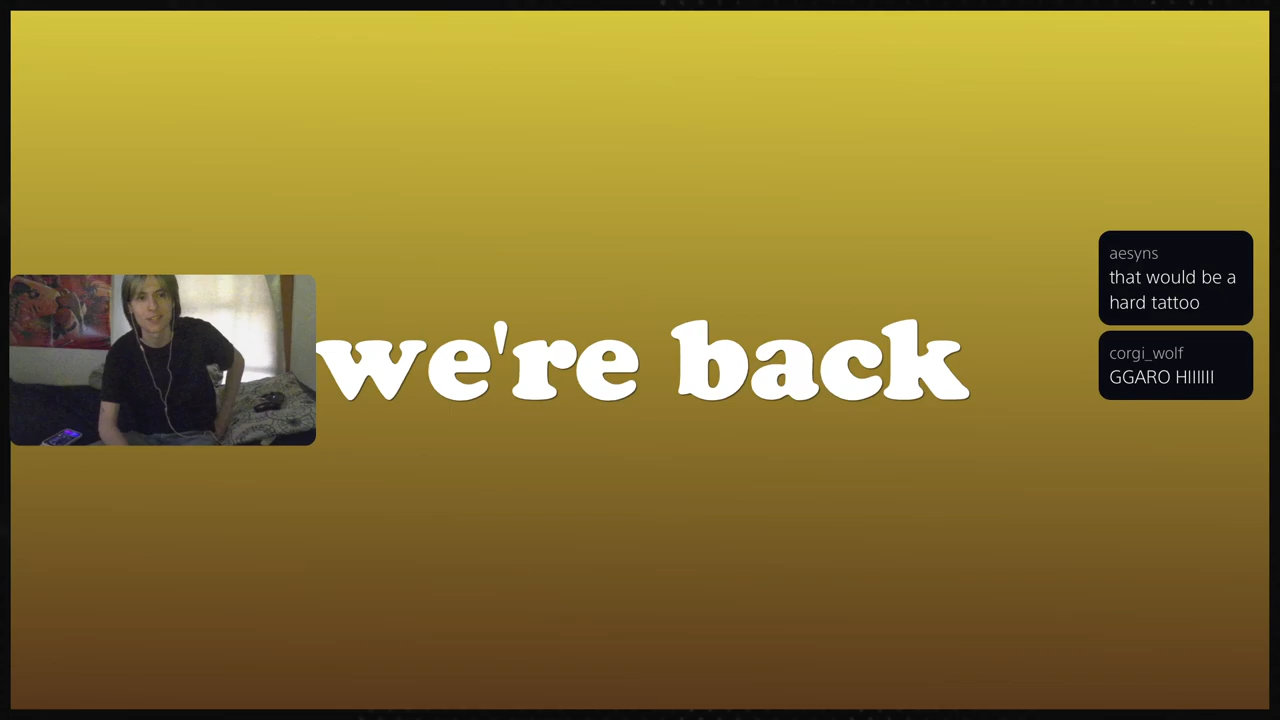 we're back
aesyns
that would be a
hard tattoo
corgi_wolf
GGARO HIIIIII